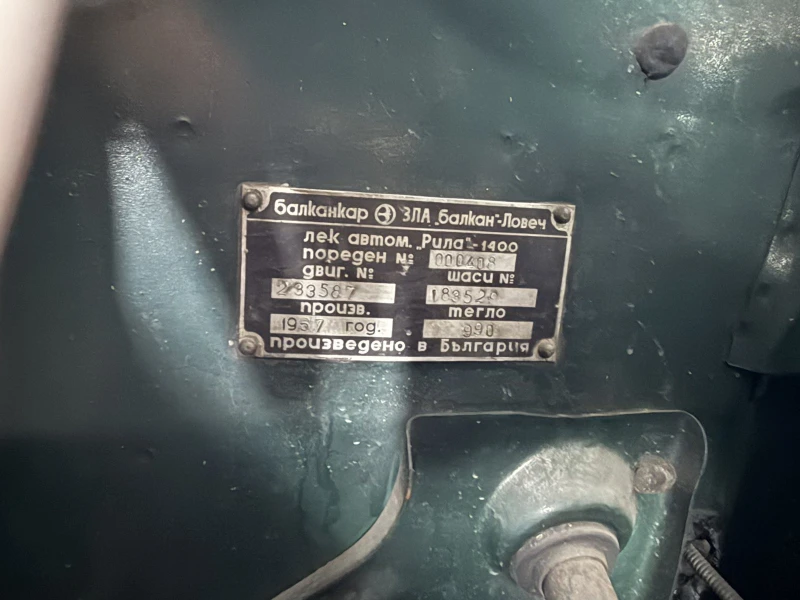 балканкар ЗЛА „балкан"-Ловеч
лек автом. „Рила"-1400
пореден № 000408
двиг. № шаси №
233587 183520
произв. тегло
1967 год. 990
произведено в България